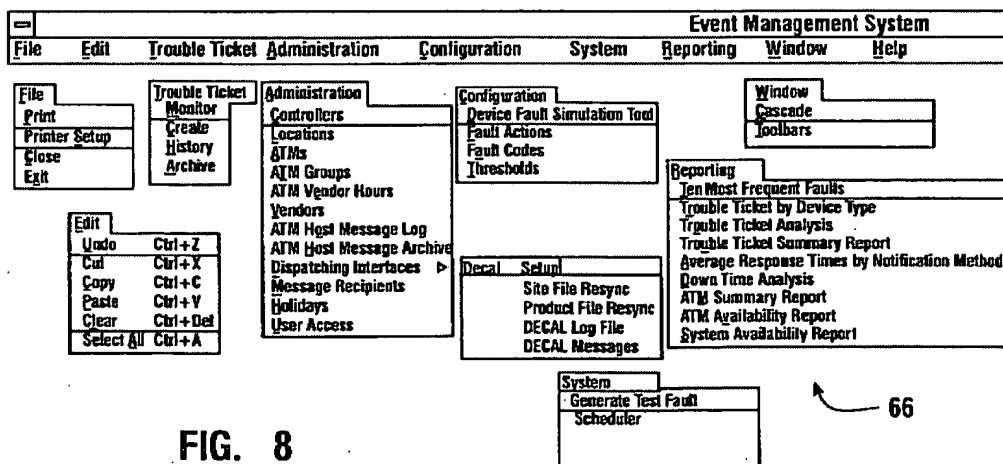 Event Management System
File Edit Trouble Ticket Administration Configuration System Reporting Window Help
File
Print
Printer Setup
Close
Exit
Trouble Ticket
Monitor
Create
History
Archive
Administration
Controllers
Locations
ATMs
ATM Groups
ATM Vendor Hours
Vendors
ATM Host Message Log
ATM Host Message Archive
Dispatching Interfaces
Message Recipients
Holidays
User Access
Configuration
Device Fault Simulation Tool
Fault Actions
Fault Codes
Thresholds
Window
Cascade
Toolbars
Reporting
Ten Most Frequent Faults
Trouble Ticket by Device Type
Trouble Ticket Analysis
Trouble Ticket Summary Report
Average Response Times by Notification Method
Down Time Analysis
ATM Summary Report
ATM Availability Report
System Availability Report
Edit
Undo Ctrl+Z
Cut Ctrl+X
Copy Ctrl+C
Paste Ctrl+V
Clear Ctrl+Del
Select All Ctrl+A
Decal Setup
Site File Resync
Product File Resync
DECAL Log File
DECAL Messages
System
Generate Test Fault
Scheduler
66
FIG. 8